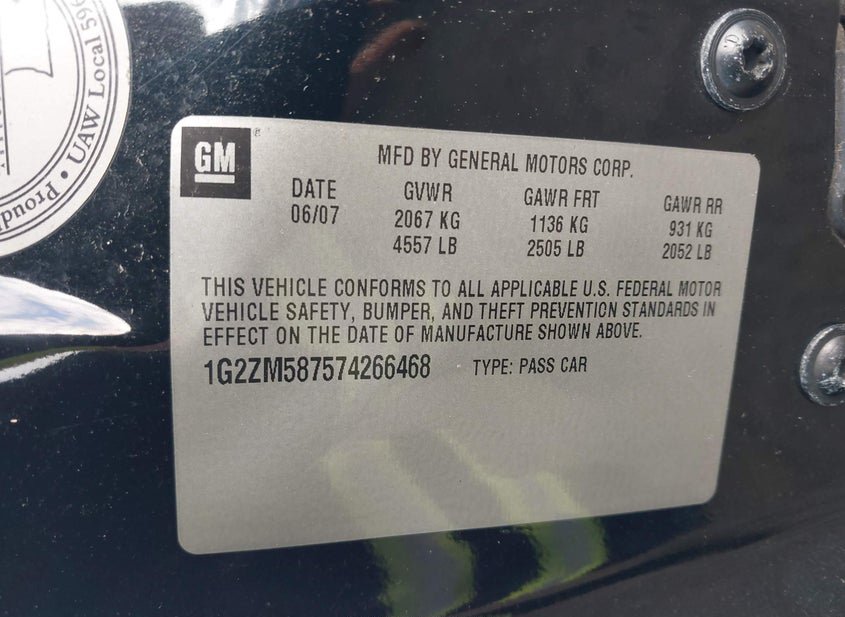 Proudly
UAW Local 596
GM
®
MFD BY GENERAL MOTORS CORP.
DATE GVWR GAWR FRT GAWR RR
06/07 2067 KG 1136 KG 931 KG
4557 LB 2505 LB 2052 LB
THIS VEHICLE CONFORMS TO ALL APPLICABLE U.S. FEDERAL MOTOR
VEHICLE SAFETY, BUMPER, AND THEFT PREVENTION STANDARDS IN
EFFECT ON THE DATE OF MANUFACTURE SHOWN ABOVE.
1G2ZM587574266468 TYPE: PASS CAR